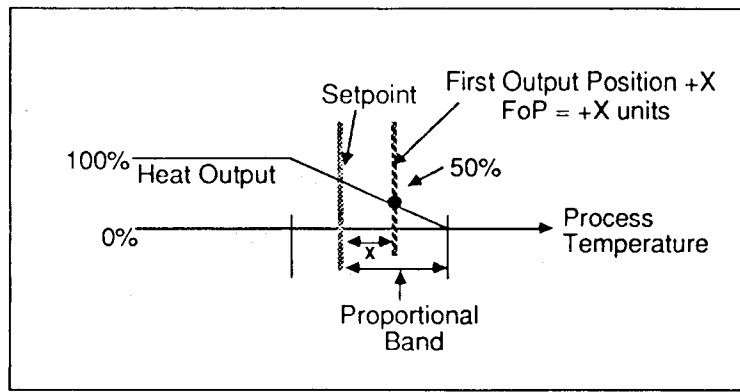 First Output Position +X
FoP = +X units
Setpoint
50%
100%
Heat Output
0%
Process
Temperature
x
Proportional
Band